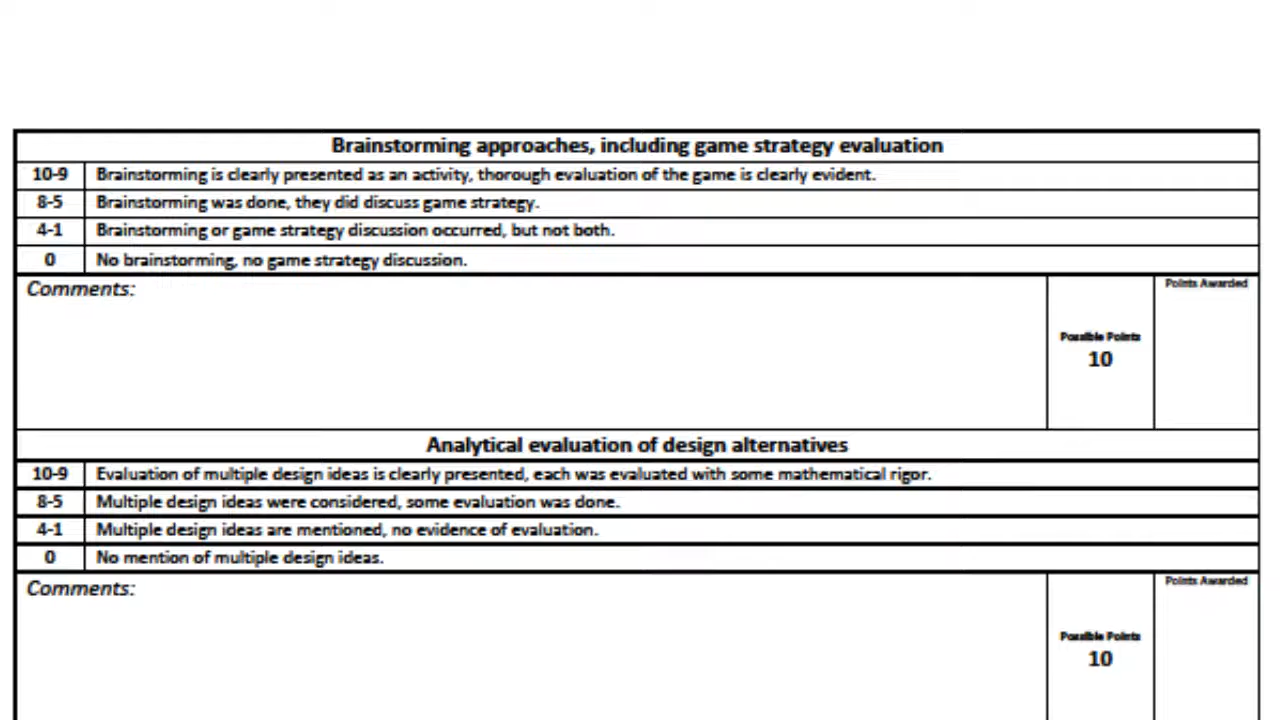 Brainstorming approaches, including game strategy evaluation
10-9 Brainstorming is clearly presented as an activity, thorough evaluation of the game is clearly evident.
8-5 Brainstorming was done, they did discuss game strategy.
4-1 Brainstorming or game strategy discussion occurred, but not both.
0 No brainstorming, no game strategy discussion.
Comments:
Points Awarded
Possible Points
10
Analytical evaluation of design alternatives
10-9 Evaluation of multiple design ideas is clearly presented, each was evaluated with some mathematical rigor.
8-5 Multiple design ideas were considered, some evaluation was done.
4-1 Multiple design ideas are mentioned, no evidence of evaluation.
0 No mention of multiple design ideas.
Comments:
Points Awarded
Possible Points
10